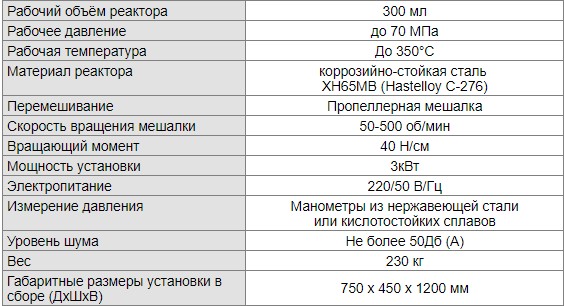 Рабочий объём реактора 300 мл
Рабочее давление до 70 МПа
Рабочая температура До 350°С
Материал реактора коррозийно-стойкая сталь
ХН65МВ (Hastelloy C-276)
Перемешивание Пропеллерная мешалка
Скорость вращения мешалки 50-500 об/мин
Вращающий момент 40 Н/см
Мощность установки 3кВт
Электропитание 220/50 В/Гц
Измерение давления Манометры из нержавеющей стали
или кислотостойких сплавов
Уровень шума Не более 50Дб (А)
Вес 230 кг
Габаритные размеры установки в
сборе (ДхШхВ) 750 х 450 х 1200 мм